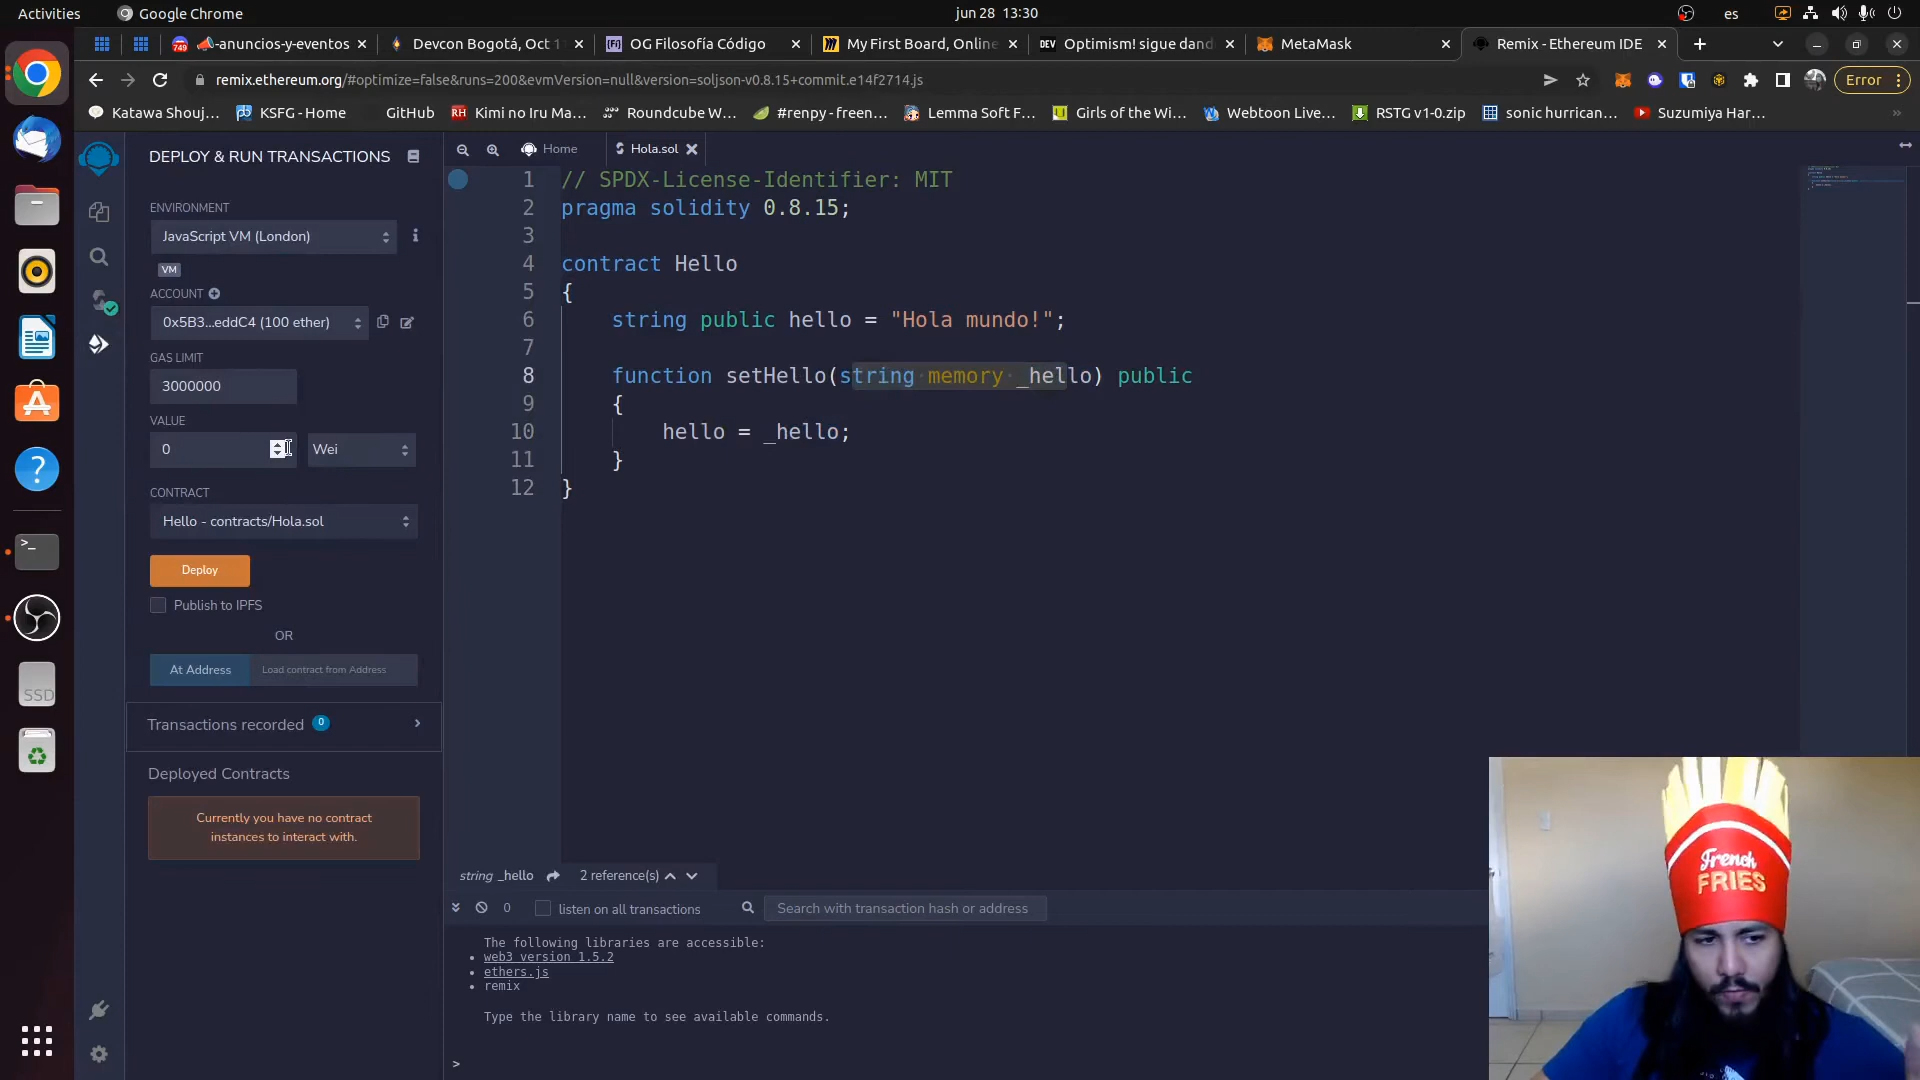 Activities
Google Chrome
jun 28 13:30
es
749
-anuncios-y-eventos
Devcon Bogotá, Oct 1
{Fi}
OG Filosofía Código
My First Board, Online
DEV
Optimism! sigue dand
MetaMask
Remix - Ethereum IDE
remix.ethereum.org/#optimize=false&runs=200&evmVersion=null&version=soljson-v0.8.15+commit.e14f2714.js
Error
Katawa Shouj...
KSFG - Home
GitHub
RH
Kimi no Iru Ma...
Roundcube W...
#renpy - freen...
Lemma Soft F...
Girls of the Wi...
Webtoon Live...
RSTG v1-0.zip
sonic hurrican...
Suzumiya Har...
DEPLOY & RUN TRANSACTIONS
ENVIRONMENT
JavaScript VM (London)
VM
ACCOUNT
0x5B3...eddC4 (100 ether)
GAS LIMIT
3000000
VALUE
0
Wei
CONTRACT
Hello - contracts/Hola.sol
Deploy
Publish to IPFS
OR
At Address
Load contract from Address
Transactions recorded 0
Deployed Contracts
Currently you have no contract
instances to interact with.
SSD
Home
Hola.sol
1 // SPDX-License-Identifier: MIT
2 pragma solidity 0.8.15;
3
4 contract Hello
5 {
6 string public hello = "Hola mundo!";
7
8 function setHello(string memory _hello) public
9 {
10 hello = _hello;
11 }
12 }
string _hello
2 reference(s)
0
listen on all transactions
Search with transaction hash or address
The following libraries are accessible:
web3 version 1.5.2
ethers.js
remix
Type the library name to see available commands.
>
French
FRIES